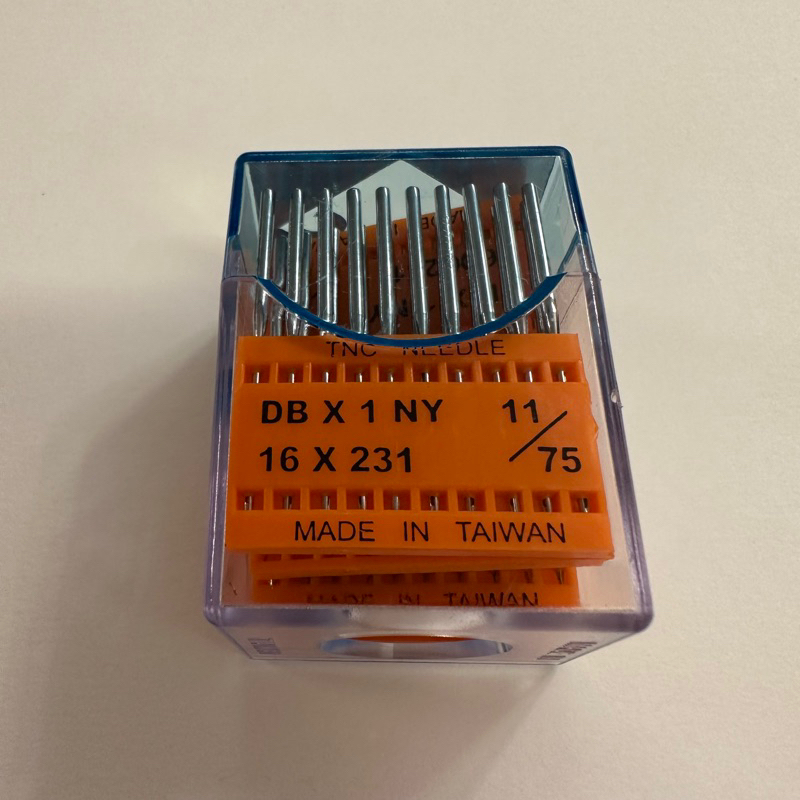 TNC NEEDLE
DB X 1 NY 11/75
16 X 231
MADE IN TAIWAN
MADE IN TAIWAN